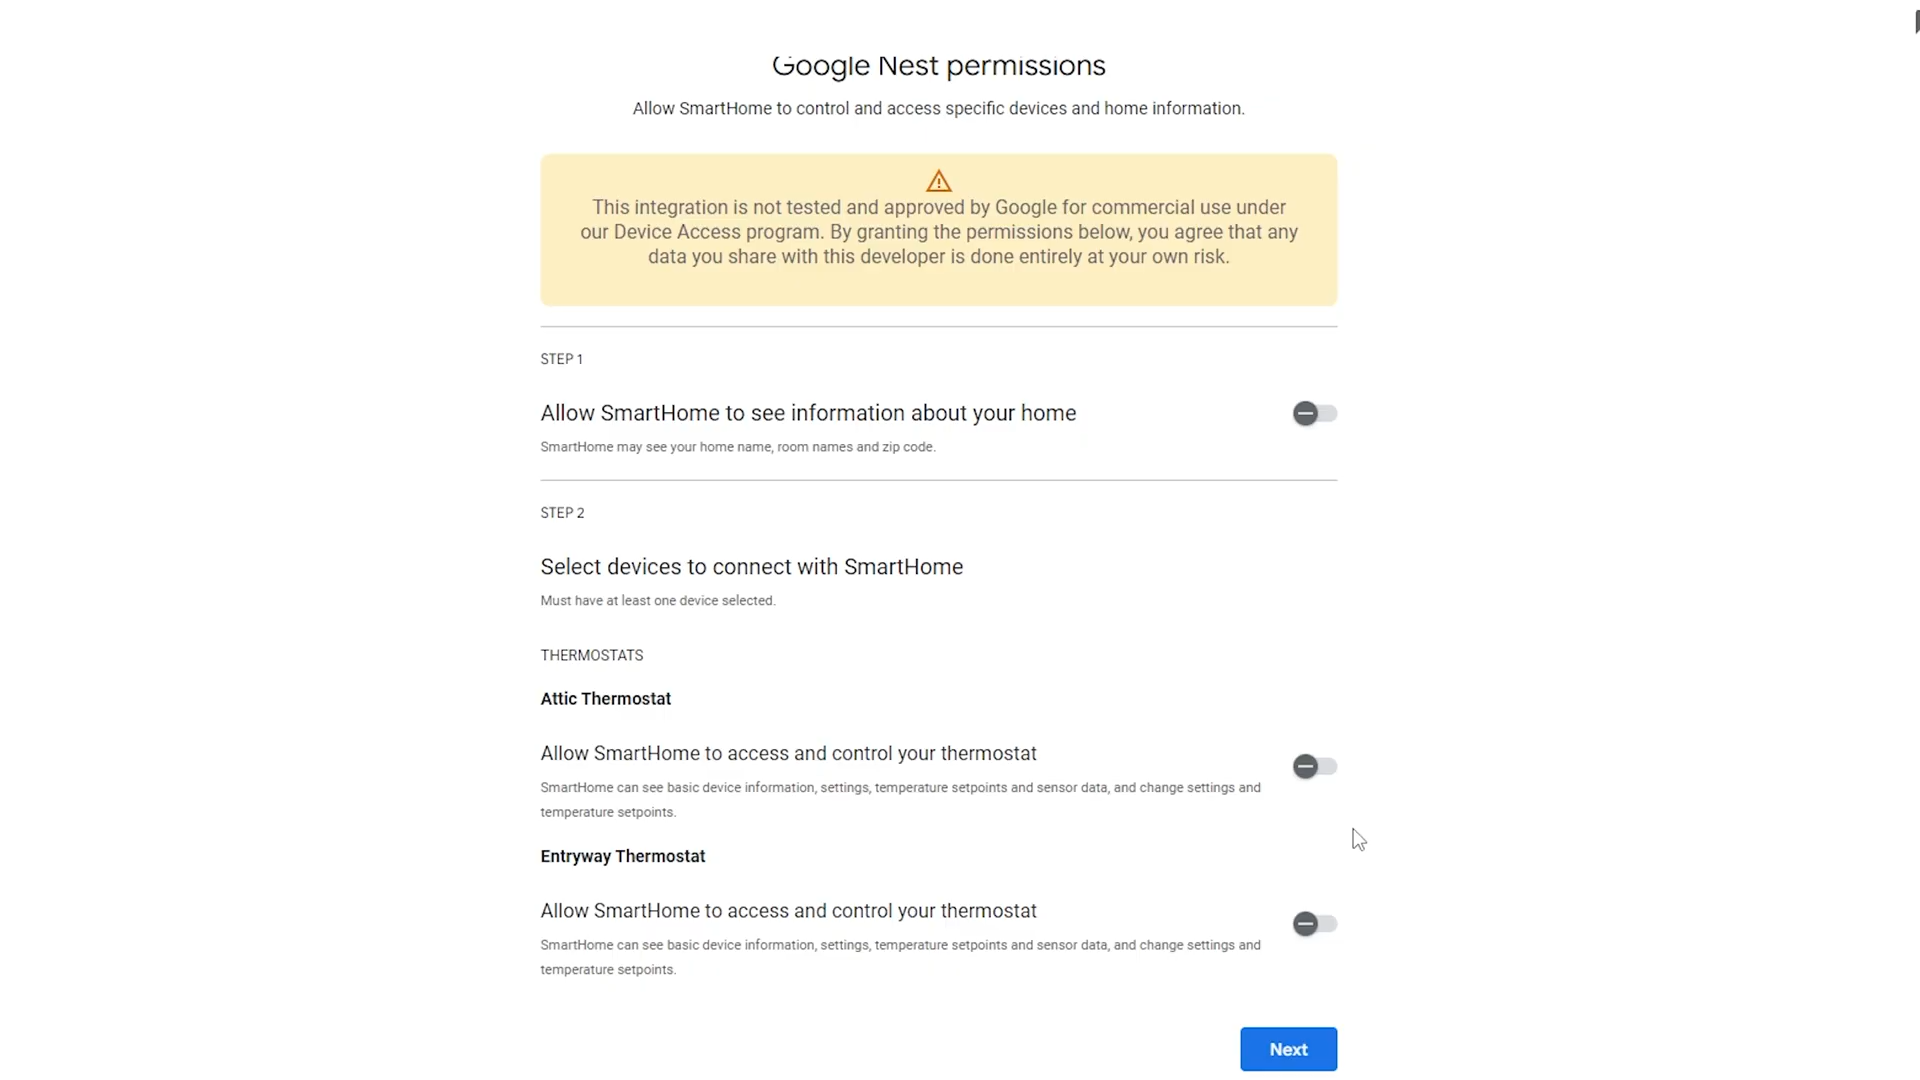 Google Nest permissions
Allow SmartHome to control and access specific devices and home information.
This integration is not tested and approved by Google for commercial use under
our Device Access program. By granting the permissions below, you agree that any
data you share with this developer is done entirely at your own risk.
STEP 1
Allow SmartHome to see information about your home
SmartHome may see your home name, room names and zip code.
STEP 2
Select devices to connect with SmartHome
Must have at least one device selected.
THERMOSTATS
Attic Thermostat
Allow SmartHome to access and control your thermostat
SmartHome can see basic device information, settings, temperature setpoints and sensor data, and change settings and
temperature setpoints.
Entryway Thermostat
Allow SmartHome to access and control your thermostat
SmartHome can see basic device information, settings, temperature setpoints and sensor data, and change settings and
temperature setpoints.
Next